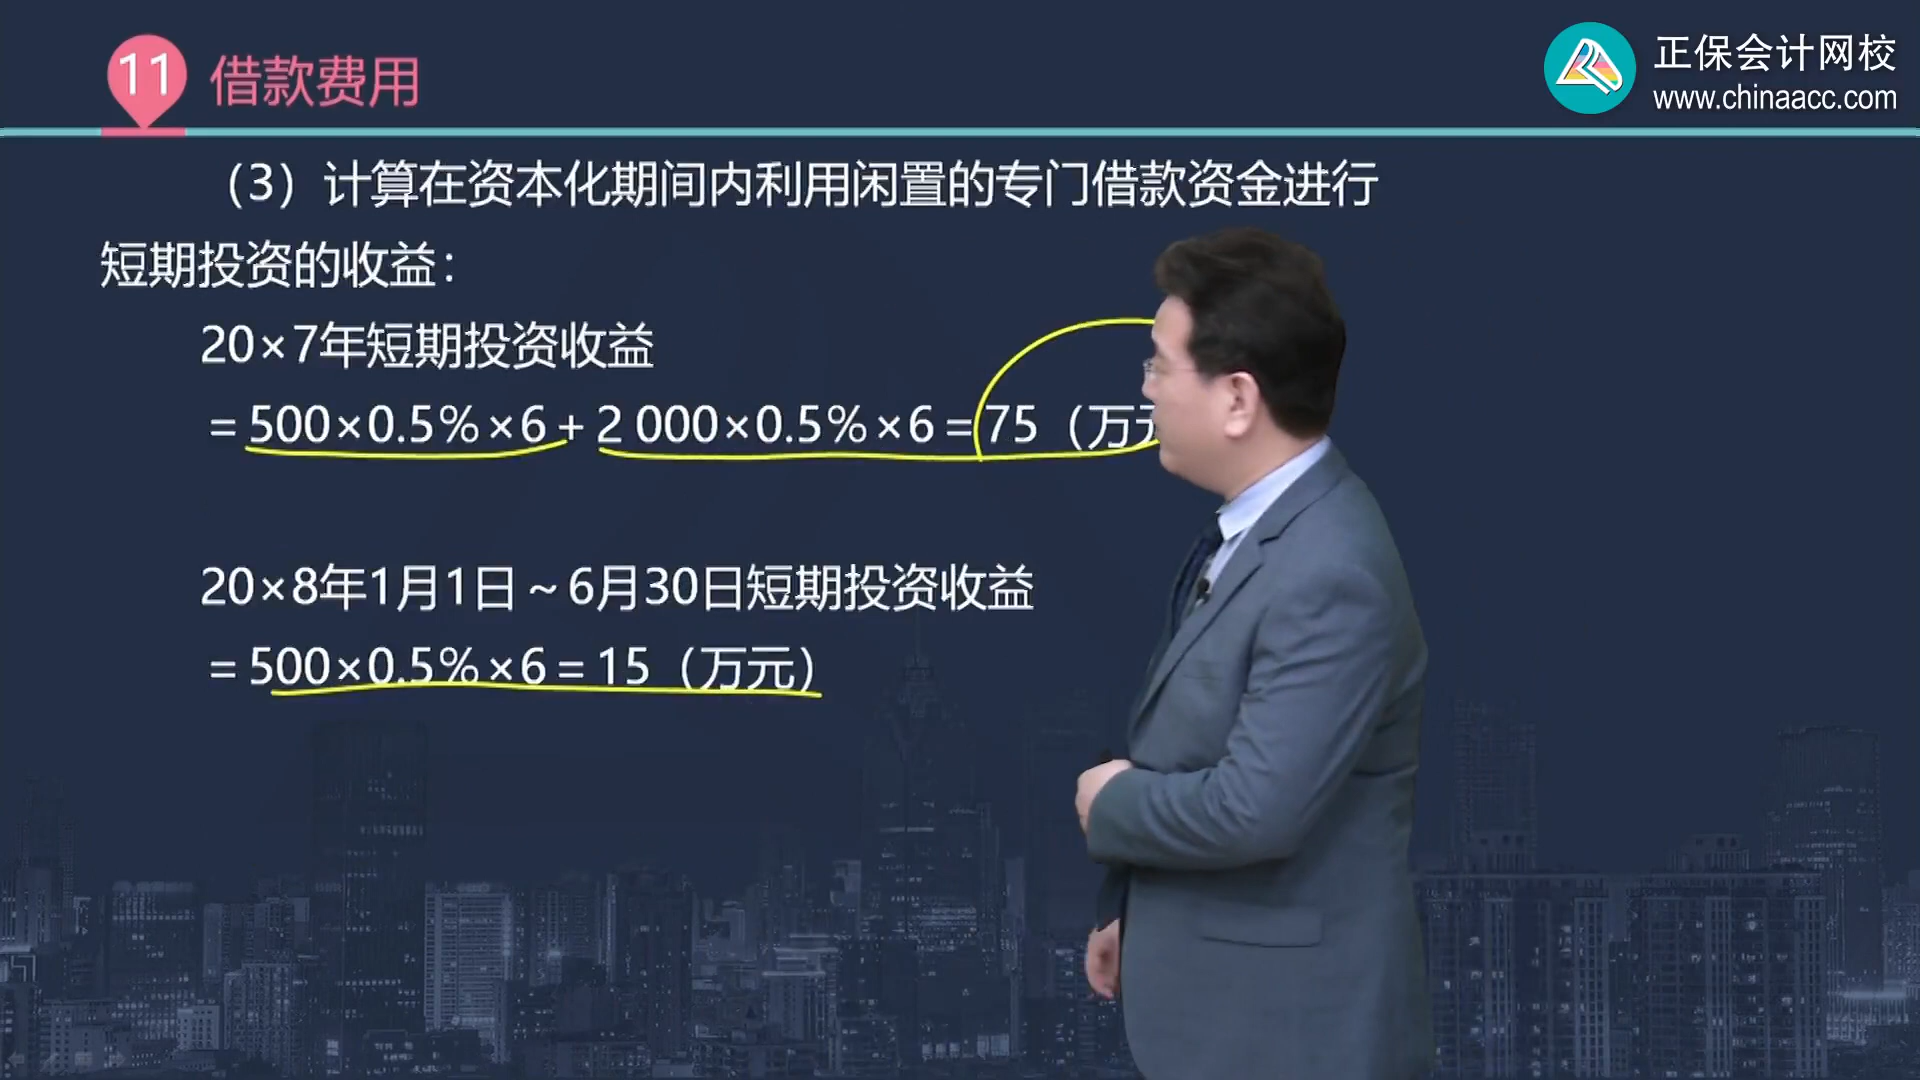 11 借款费用
正保会计网校
www.chinaacc.com
（3）计算在资本化期间内利用闲置的专门借款资金进行
短期投资的收益：
20×7年短期投资收益
＝500×0.5％×6＋2 000×0.5％×6＝75（万
20×8年1月1日～6月30日短期投资收益
＝500×0.5％×6＝15（万元）